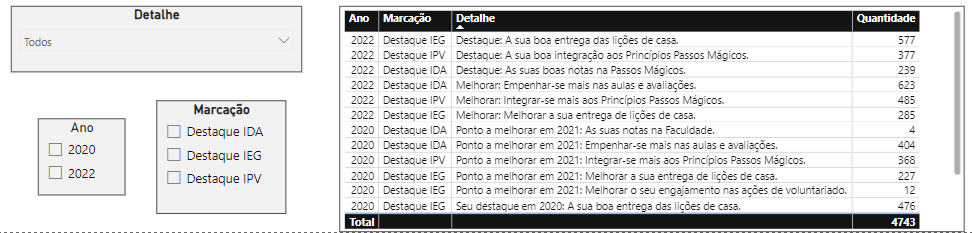 Detalhe
Todos
Ano
2020
2022
Marcação
Destaque IDA
Destaque IEG
Destaque IPV
Ano Marcação Detalhe Quantidade
2022 Destaque IEG Destaque: A sua boa entrega das lições de casa. 577
2022 Destaque IPV Destaque: A sua boa integração aos Princípios Passos Mágicos. 377
2022 Destaque IDA Destaque: As suas boas notas na Passos Mágicos. 239
2022 Destaque IDA Melhorar: Empenhar-se mais nas aulas e avaliações. 623
2022 Destaque IPV Melhorar: Integrar-se mais aos Princípios Passos Mágicos. 485
2022 Destaque IEG Melhorar: Melhorar a sua entrega de lições de casa. 285
2020 Destaque IDA Ponto a melhorar em 2021: As suas notas na Faculdade. 4
2020 Destaque IDA Ponto a melhorar em 2021: Empenhar-se mais nas aulas e avaliações. 404
2020 Destaque IPV Ponto a melhorar em 2021: Integrar-se mais aos Princípios Passos Mágicos. 368
2020 Destaque IEG Ponto a melhorar em 2021: Melhorar a sua entrega de lições de casa. 227
2020 Destaque IEG Ponto a melhorar em 2021: Melhorar o seu engajamento nas ações de voluntariado. 12
2020 Destaque IEG Seu destaque em 2020: A sua boa entrega das lições de casa. 476
Total 4743